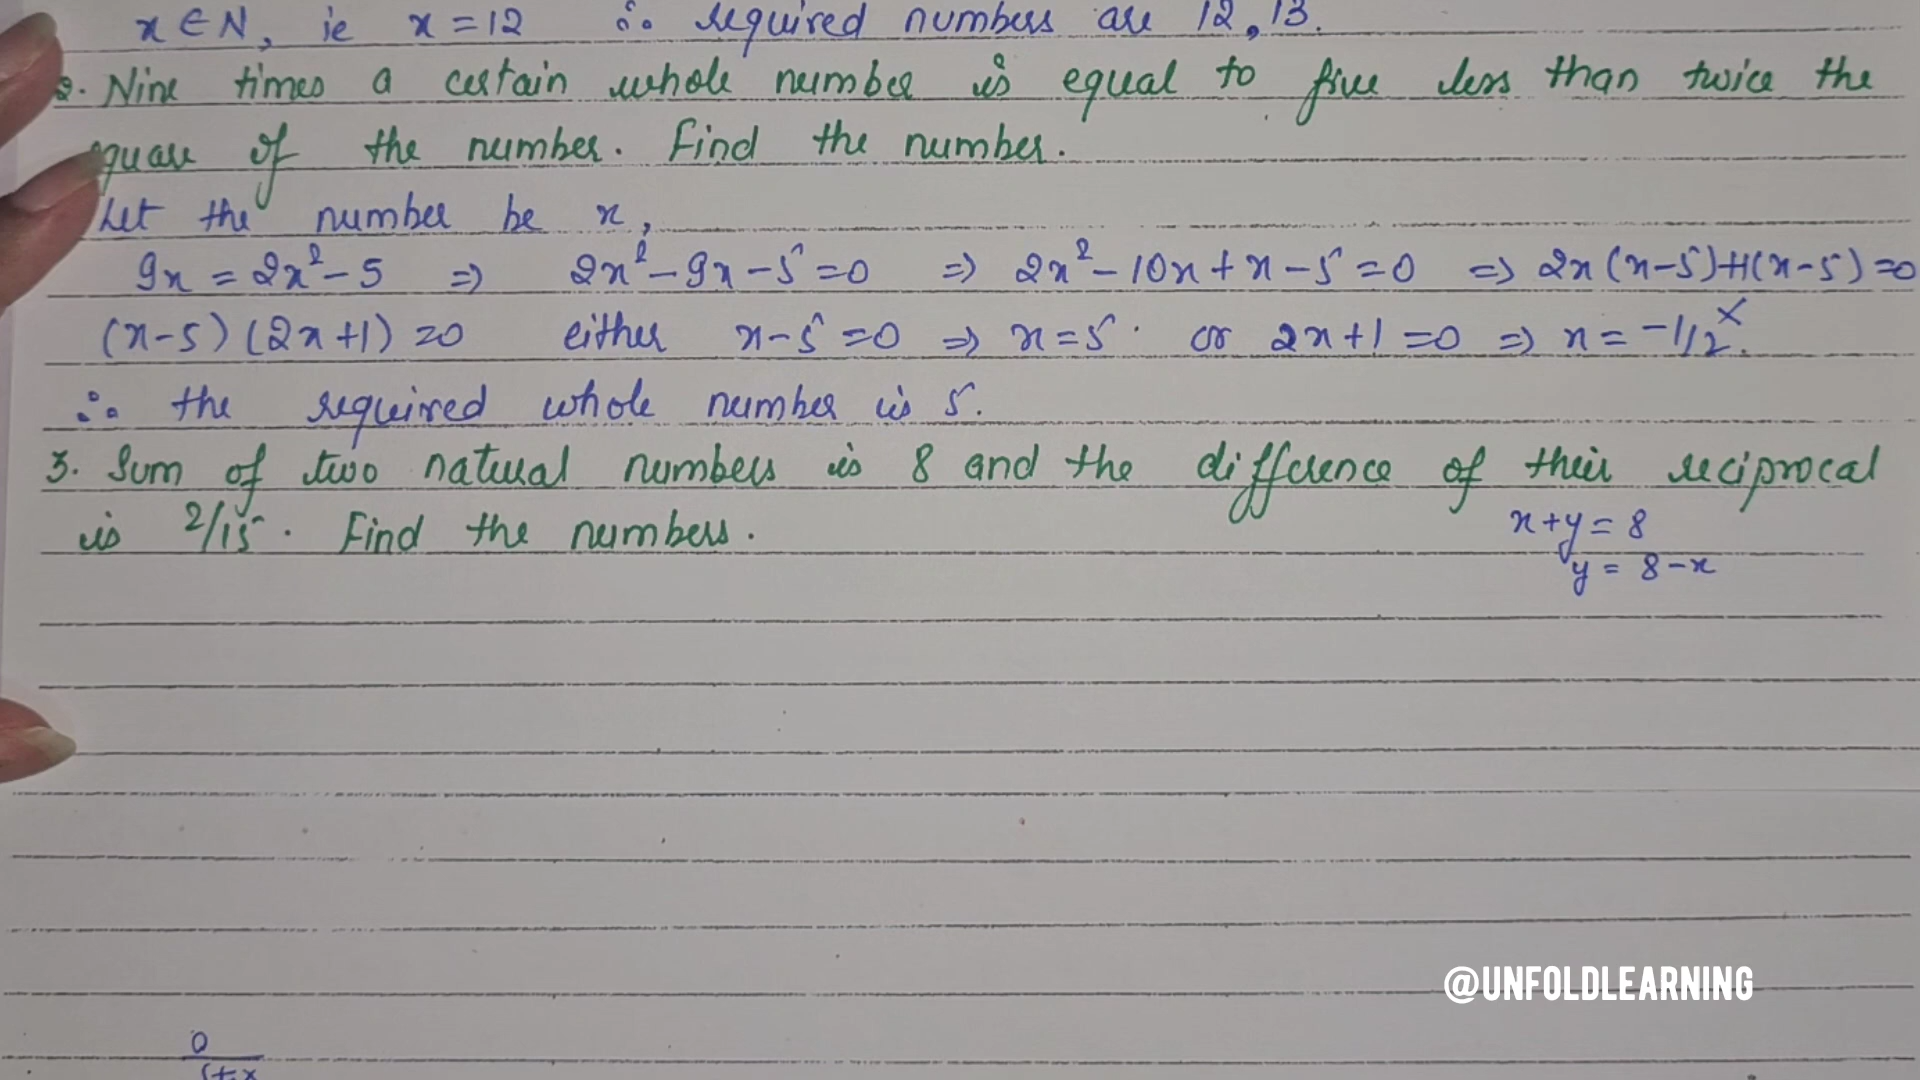 x ∈ N, ie x = 12 ∴ required numbers are 12, 13.
2. Nine times a certain whole number is equal to five less than twice the
square of the number. Find the number.
Let the number be x,
9x = 2x² - 5 ⇒ 2x² - 9x - 5 = 0 ⇒ 2x² - 10x + x - 5 = 0 ⇒ 2x (x-5)+1(x-5) = 0
(x-5) (2x+1) = 0 either x-5 = 0 ⇒ x = 5. or 2x+1 = 0 ⇒ x = -1/2 ×.
∴ the required whole number is 5.
3. Sum of two natural numbers is 8 and the difference of their reciprocal
is 2/15. Find the numbers.
x+y = 8
y = 8-x
@UNFOLDLEARNING